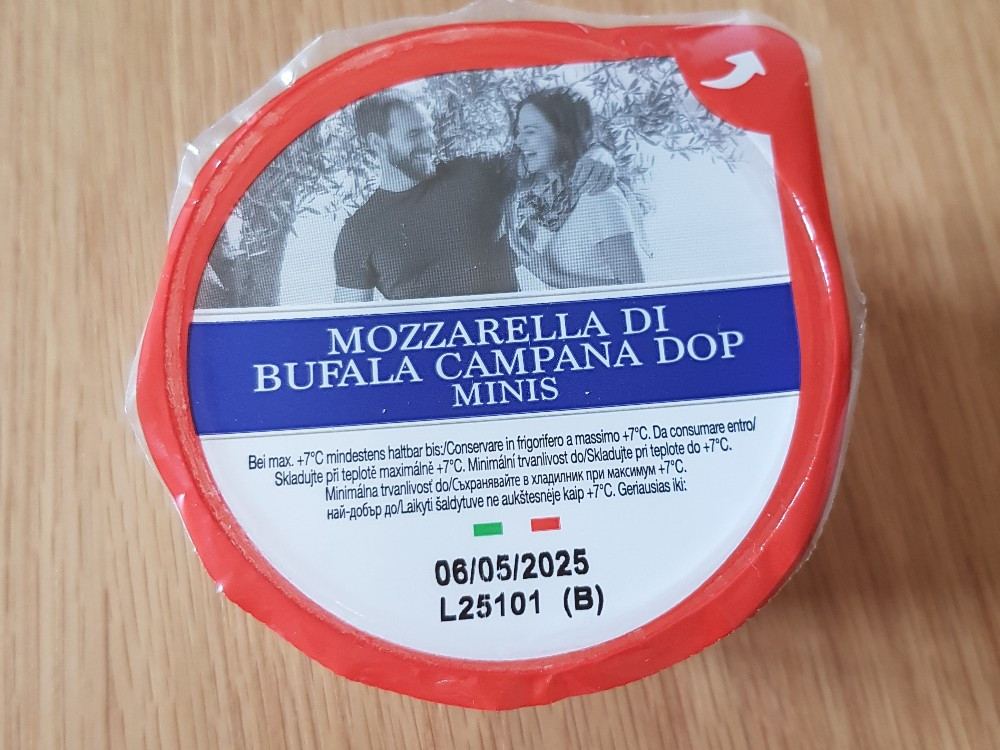 MOZZARELLA DI
BUFALA CAMPANA DOP
MINIS
Bei max. +7°C mindestens haltbar bis:/Conservare in frigorifero a massimo +7°C. Da consumare entro/
Skladujte při teplotě maximálně +7°C. Minimální trvanlivost do/Skladujte pri teplote do +7°C.
Minimálna trvanlivosť do/Съхранявайте в хладилник при максимум +7°C.
най-добър до/Laikyti šaldytuve ne aukštesnėje kaip +7°C. Geriausias iki:
06/05/2025
L25101 (B)